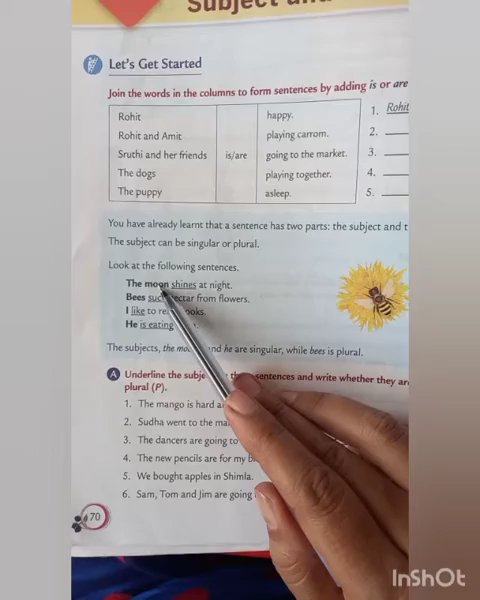 Subject and
Let's Get Started
Join the words in the columns to form sentences by adding is or are
Rohit happy. 1. Rohit
Rohit and Amit playing carrom. 2.
Sruthi and her friends is/are going to the market. 3.
The dogs playing together. 4.
The puppy asleep. 5.
You have already learnt that a sentence has two parts: the subject and t
The subject can be singular or plural.
Look at the following sentences.
The moon shines at night.
Bees from flowers.
I like to
He is eating
The subjects, the and he are singular, while bees is plural.
A Underline the sentences and write whether they are
plural (P).
1. The mango is hard
2. Sudha went to the
3. The dancers are going to
4. The new pencils are for my
5. We bought apples in Shimla.
6. Sam, Tom and Jim are going
70
InShOt